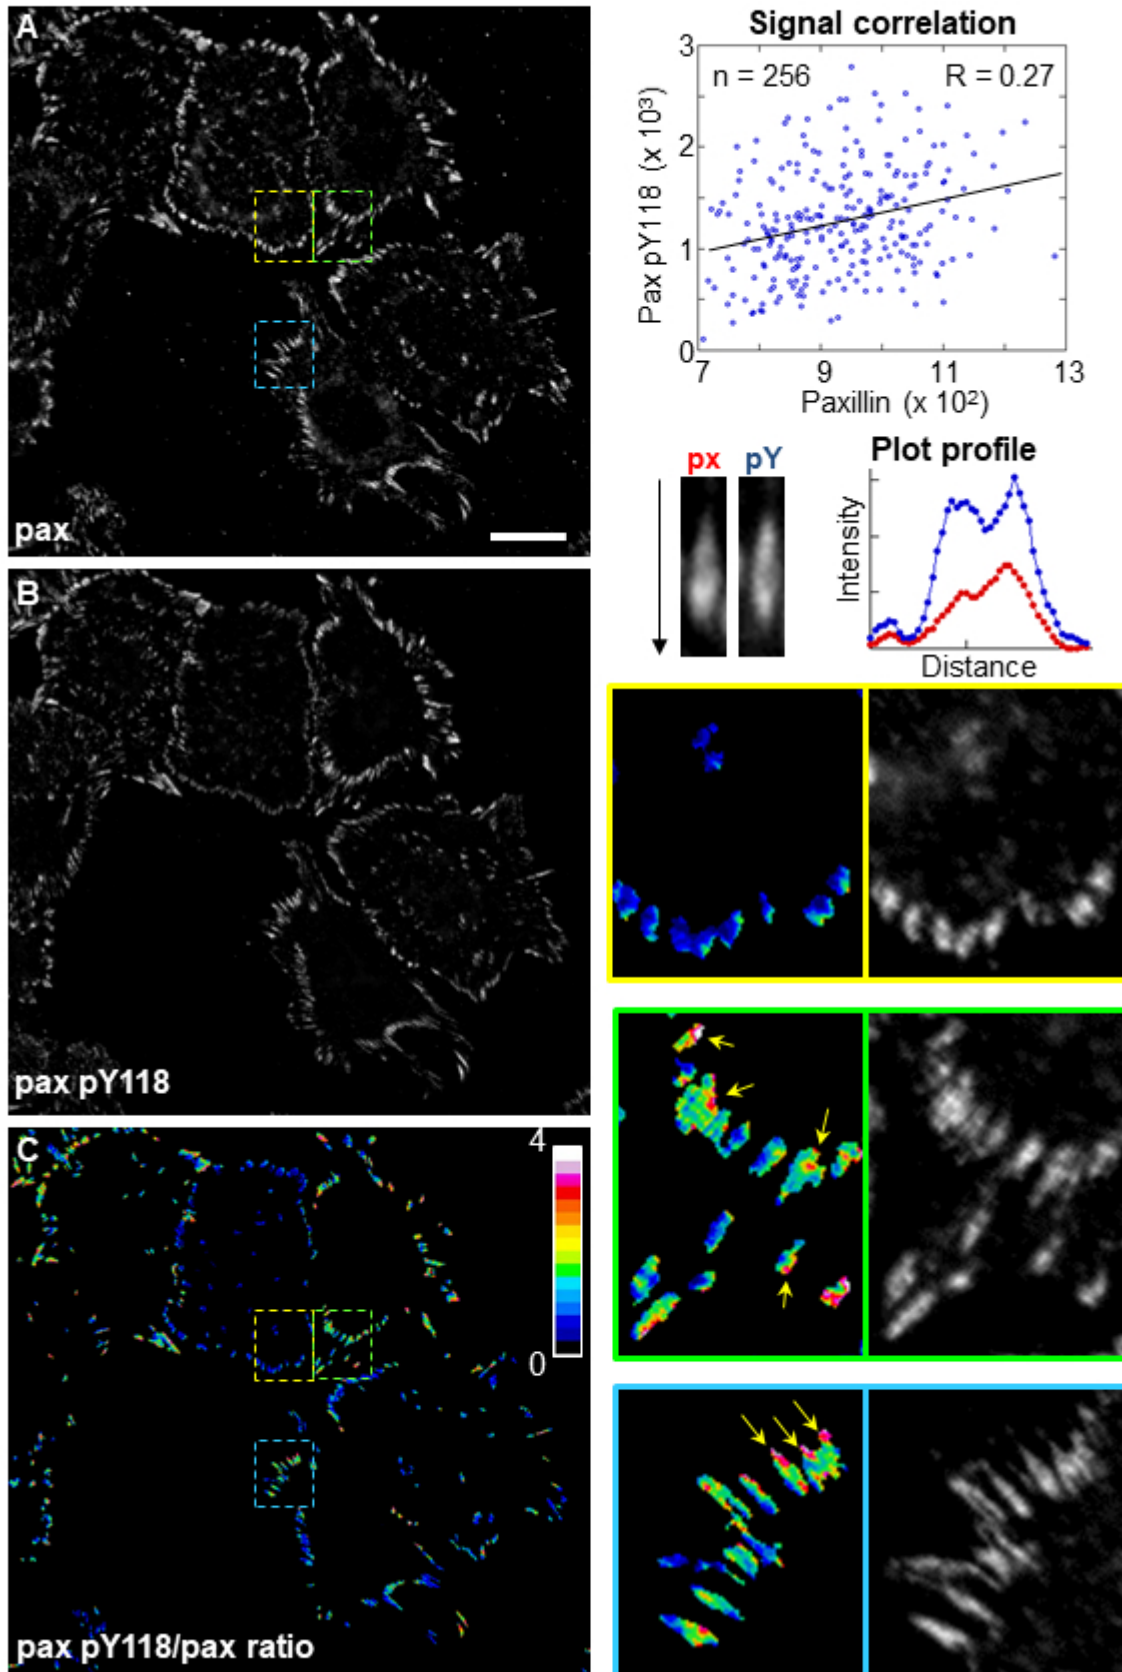 A
pax
B
pax pY118
C
4
0
pax pY118/pax ratio
Signal correlation
n = 256 R = 0.27
Pax pY118 (x 10³)
3
2
1
0
7 9 11 13
Paxillin (x 10²)
px pY
Plot profile
Intensity
Distance